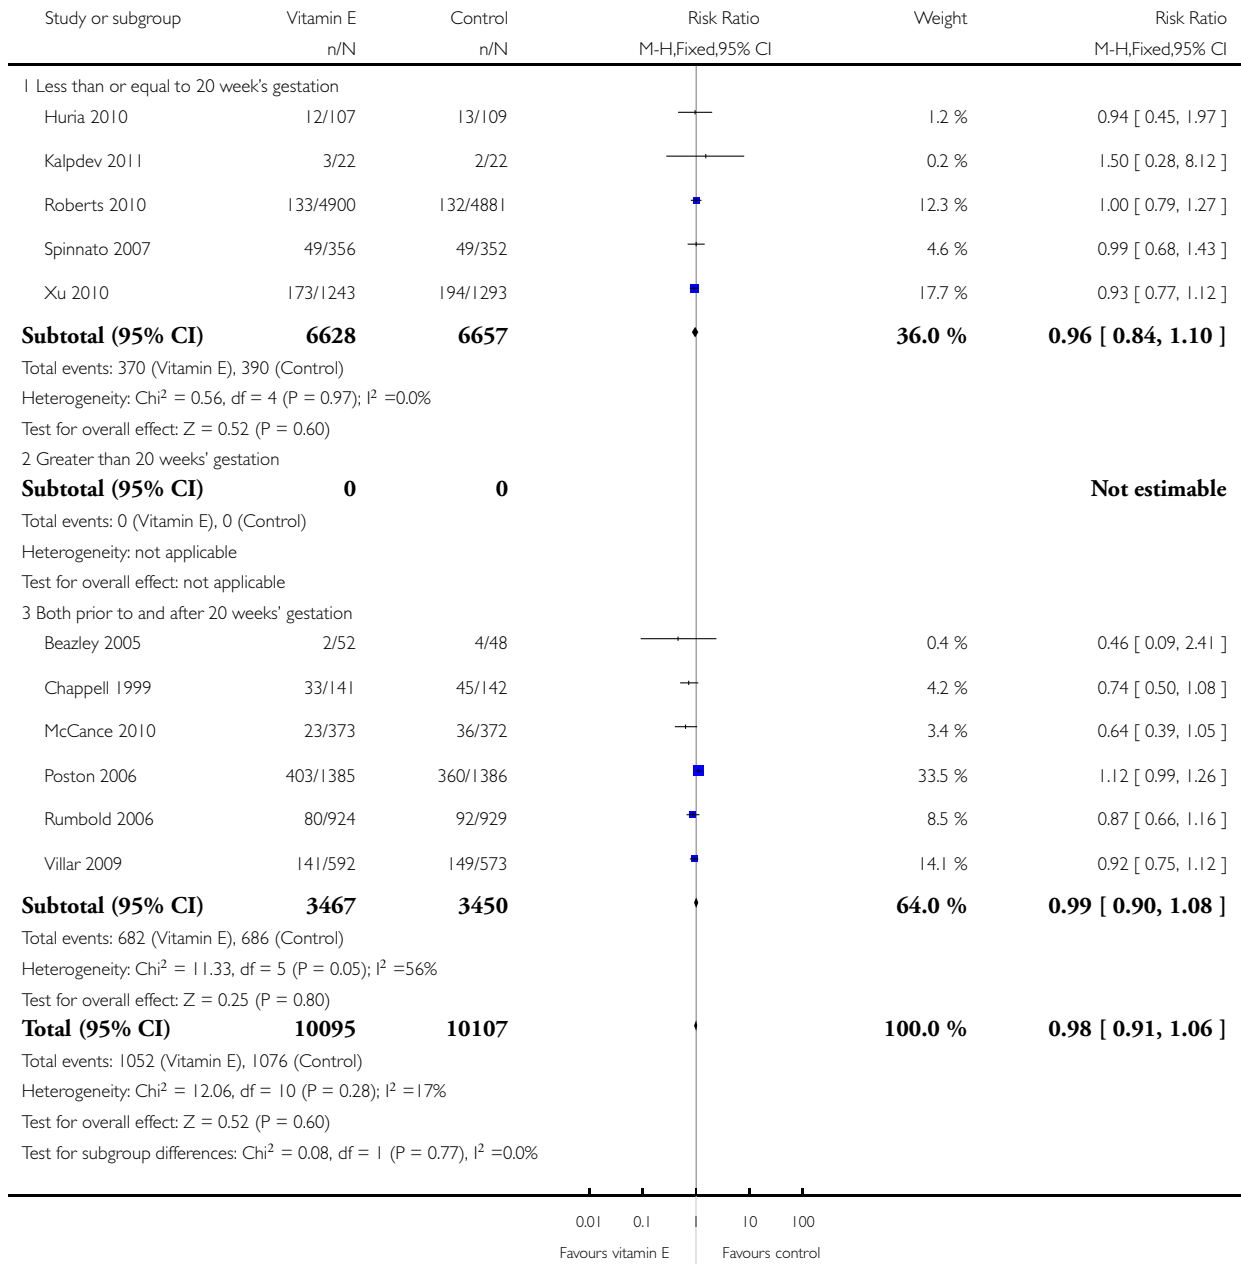 Study or subgroup Vitamin E Control Risk Ratio Weight Risk Ratio
n/N n/N M-H,Fixed,95% CI M-H,Fixed,95% CI
1 Less than or equal to 20 week's gestation
Huria 2010 12/107 13/109 1.2 % 0.94 [ 0.45, 1.97 ]
Kalpdev 2011 3/22 2/22 0.2 % 1.50 [ 0.28, 8.12 ]
Roberts 2010 133/4900 132/4881 12.3 % 1.00 [ 0.79, 1.27 ]
Spinnato 2007 49/356 49/352 4.6 % 0.99 [ 0.68, 1.43 ]
Xu 2010 173/1243 194/1293 17.7 % 0.93 [ 0.77, 1.12 ]
Subtotal (95% CI) 6628 6657 36.0 % 0.96 [ 0.84, 1.10 ]
Total events: 370 (Vitamin E), 390 (Control)
Heterogeneity: Chi² = 0.56, df = 4 (P = 0.97); I² =0.0%
Test for overall effect: Z = 0.52 (P = 0.60)
2 Greater than 20 weeks' gestation
Subtotal (95% CI) 0 0 Not estimable
Total events: 0 (Vitamin E), 0 (Control)
Heterogeneity: not applicable
Test for overall effect: not applicable
3 Both prior to and after 20 weeks' gestation
Beazley 2005 2/52 4/48 0.4 % 0.46 [ 0.09, 2.41 ]
Chappell 1999 33/141 45/142 4.2 % 0.74 [ 0.50, 1.08 ]
McCance 2010 23/373 36/372 3.4 % 0.64 [ 0.39, 1.05 ]
Poston 2006 403/1385 360/1386 33.5 % 1.12 [ 0.99, 1.26 ]
Rumbold 2006 80/924 92/929 8.5 % 0.87 [ 0.66, 1.16 ]
Villar 2009 141/592 149/573 14.1 % 0.92 [ 0.75, 1.12 ]
Subtotal (95% CI) 3467 3450 64.0 % 0.99 [ 0.90, 1.08 ]
Total events: 682 (Vitamin E), 686 (Control)
Heterogeneity: Chi² = 11.33, df = 5 (P = 0.05); I² =56%
Test for overall effect: Z = 0.25 (P = 0.80)
Total (95% CI) 10095 10107 100.0 % 0.98 [ 0.91, 1.06 ]
Total events: 1052 (Vitamin E), 1076 (Control)
Heterogeneity: Chi² = 12.06, df = 10 (P = 0.28); I² =17%
Test for overall effect: Z = 0.52 (P = 0.60)
Test for subgroup differences: Chi² = 0.08, df = 1 (P = 0.77), I² =0.0%
0.01 0.1 1 10 100
Favours vitamin E Favours control